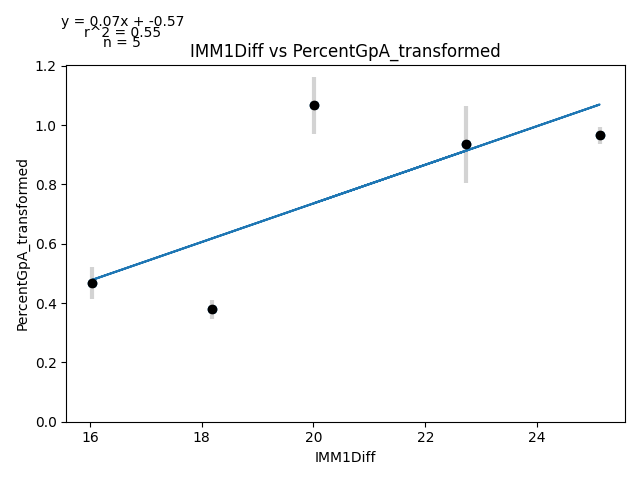 y = 0.07x + -0.57
r^2 = 0.55
n = 5
IMM1Diff vs PercentGpA_transformed
1.2
1.0
0.8
0.6
0.4
0.2
0.0
PercentGpA_transformed
16
18
20
22
24
IMM1Diff